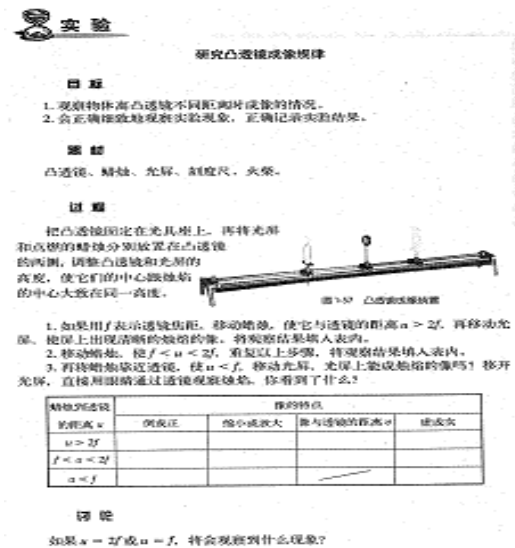 实验
研究凸透镜成像规律
目标
1. 观察物体离凸透镜不同距离时成像的情况。
2. 会正确细致地观察实验现象，正确记录实验结果。
器材
凸透镜、蜡烛、光屏、刻度尺、火柴。
过程
把凸透镜固定在光具座上，再将光屏
和点燃的蜡烛分别放置在凸透镜
的两侧，调整凸透镜和光屏的
高度，使它们的中心跟烛焰
的中心大致在同一高度。
图 凸透镜成像装置
1. 如果用f表示透镜焦距，移动蜡烛，使它与透镜的距离u > 2f，再移动光
屏，使屏上出现清晰的烛焰的像，将观察结果填入表内。
2. 移动蜡烛，使f < u < 2f，重复以上步骤，将观察结果填入表内。
3. 再将蜡烛靠近透镜，使u < f，移动光屏，光屏上能成烛焰的像吗？移开
光屏，直接用眼睛通过透镜观察烛焰，你看到了什么？
蜡烛到透镜 像的特点
的距离u 倒或正 缩小或放大 像与透镜的距离v 虚或实
u > 2f
f < u < 2f
u < f
讨论
如果u = 2f或u = f，将会观察到什么现象？